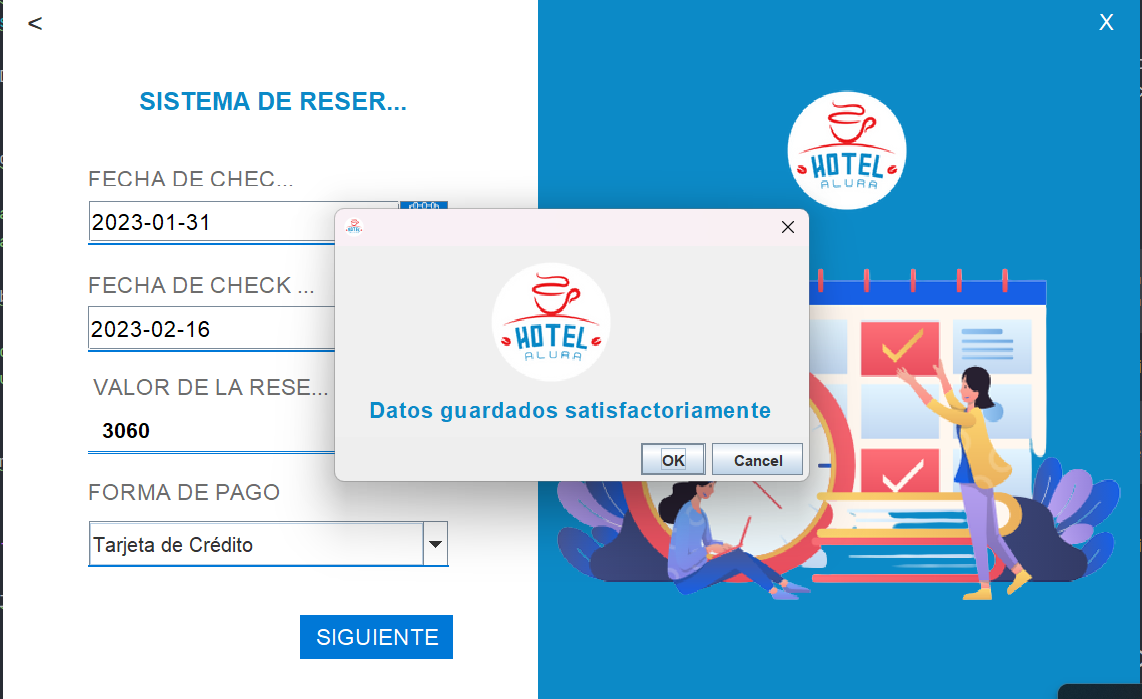 <
X
SISTEMA DE RESER...
FECHA DE CHEC...
2023-01-31
FECHA DE CHECK ...
2023-02-16
VALOR DE LA RESE...
3060
FORMA DE PAGO
Tarjeta de Crédito
SIGUIENTE
HOTEL
ALURA
HOTEL
ALURA
Datos guardados satisfactoriamente
OK
Cancel